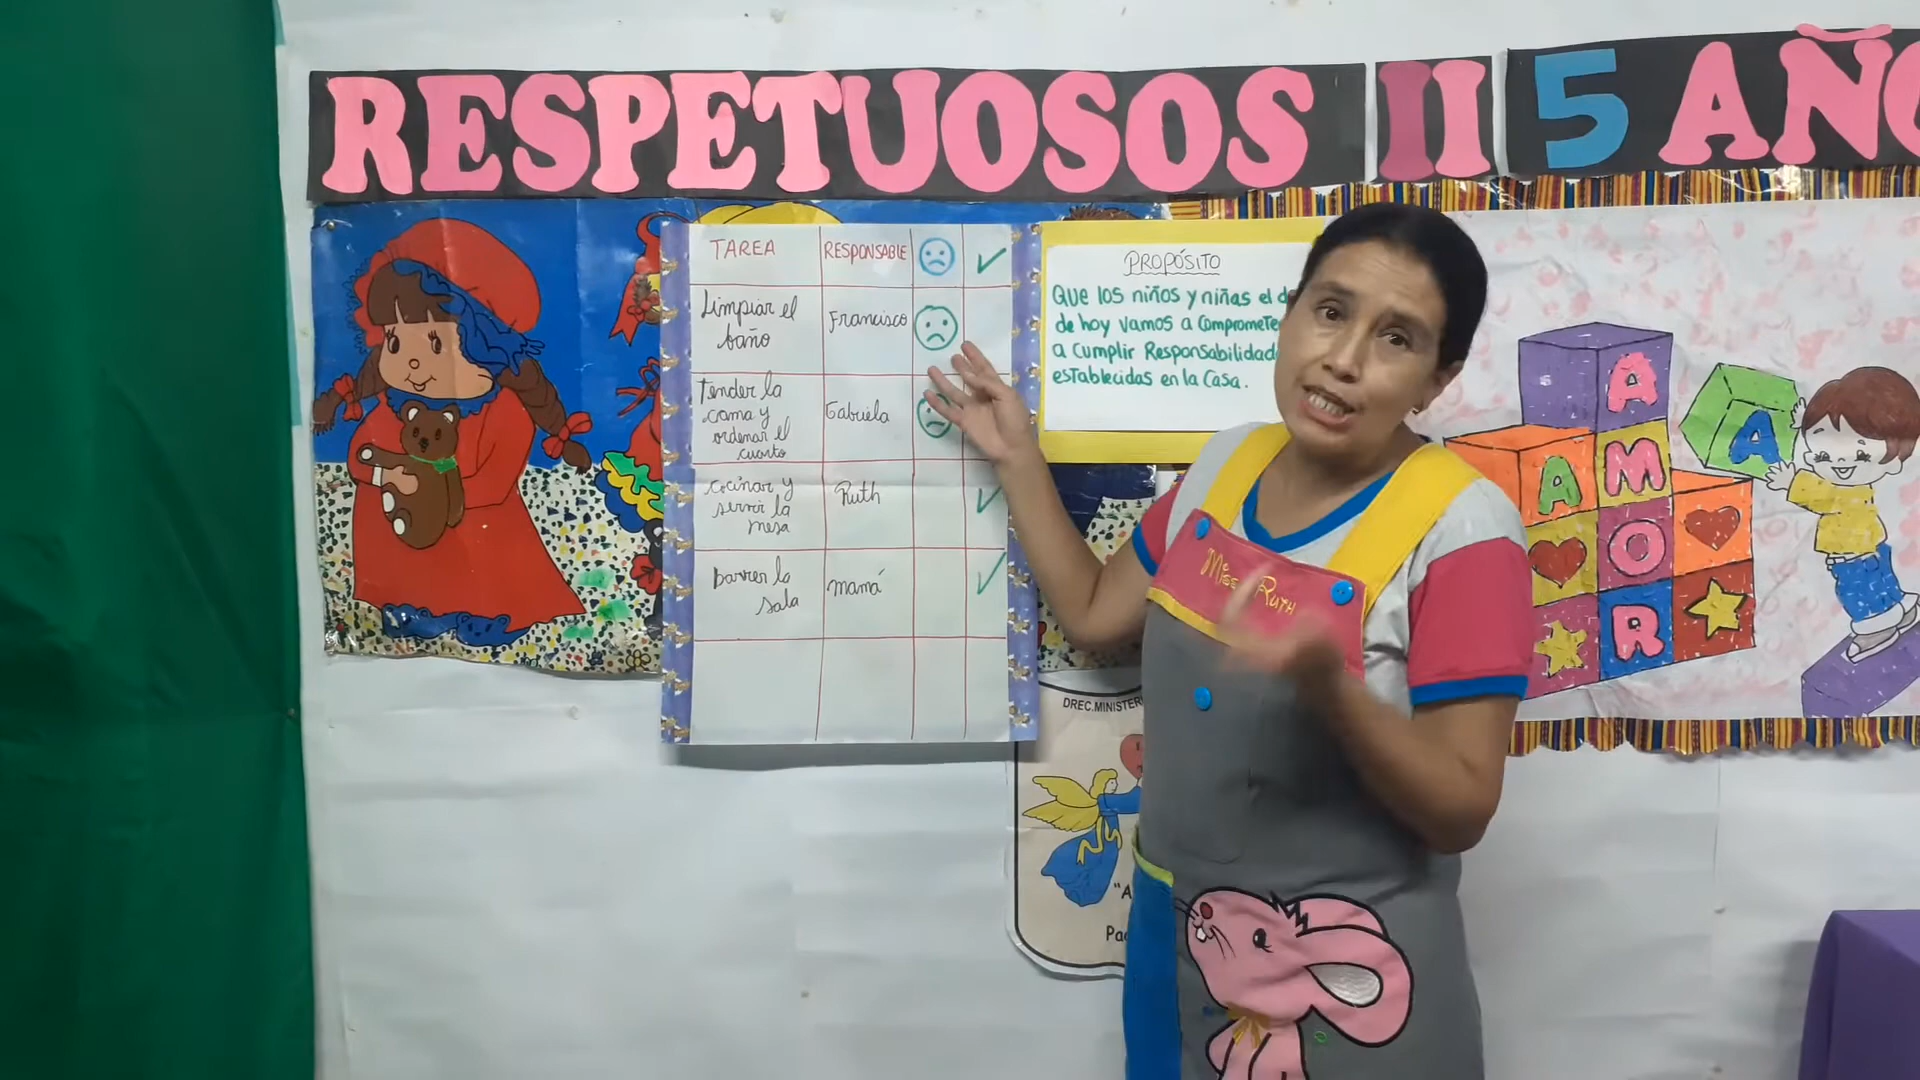 RESPETUOSOS II 5 AÑO
TAREA RESPONSABLE
Limpiar el
baño
Francisco
Tender la
cama y
ordenar el
cuarto
Gabriela
cocinar y
servir la
mesa
Ruth
barrer la
sala
mamá
PROPÓSITO
QUE los niños y niñas el d
de hoy vamos a comprometе
a cumplir Responsabilidad
establecidas en la Casa.
Miss Ruth
A
A M A
O
R
DREC.MINISTER
"A
Pa